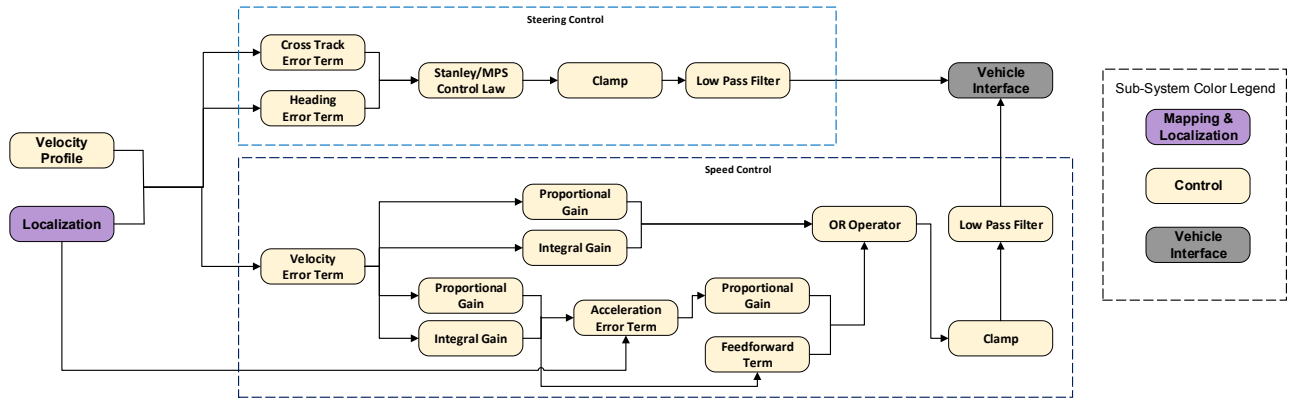 Steering Control
Cross Track
Error Term
Heading
Error Term
Stanley/MPS
Control Law
Clamp
Low Pass Filter
Vehicle
Interface
Velocity
Profile
Localization
Speed Control
Velocity
Error Term
Proportional
Gain
Integral Gain
Proportional
Gain
Integral Gain
Acceleration
Error Term
Proportional
Gain
Feedforward
Term
OR Operator
Low Pass Filter
Clamp
Sub-System Color Legend
Mapping &
Localization
Control
Vehicle
Interface